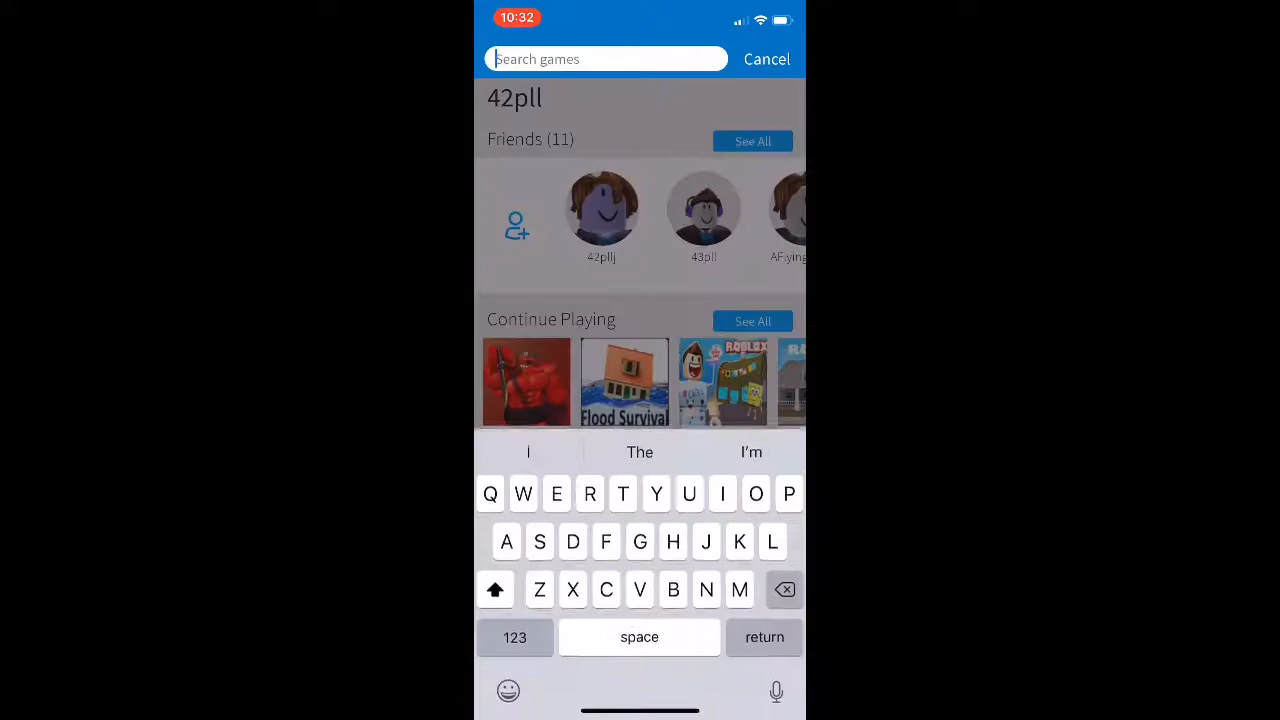 10:32
Search games
Cancel
42pll
Friends (11)
See All
42pllj
43pll
AFlying
Continue Playing
See All
Flood Survival
ROBLOX
I
The
I'm
Q W E R T Y U I O P
A S D F G H J K L
Z X C V B N M
123
space
return